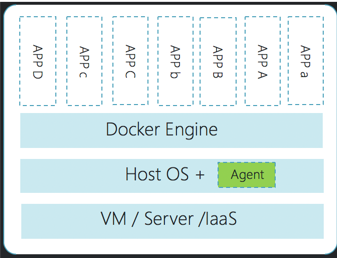 APP D
APP c
APP C
APP b
APP B
APP A
APP a
Docker Engine
Host OS + Agent
VM / Server /IaaS